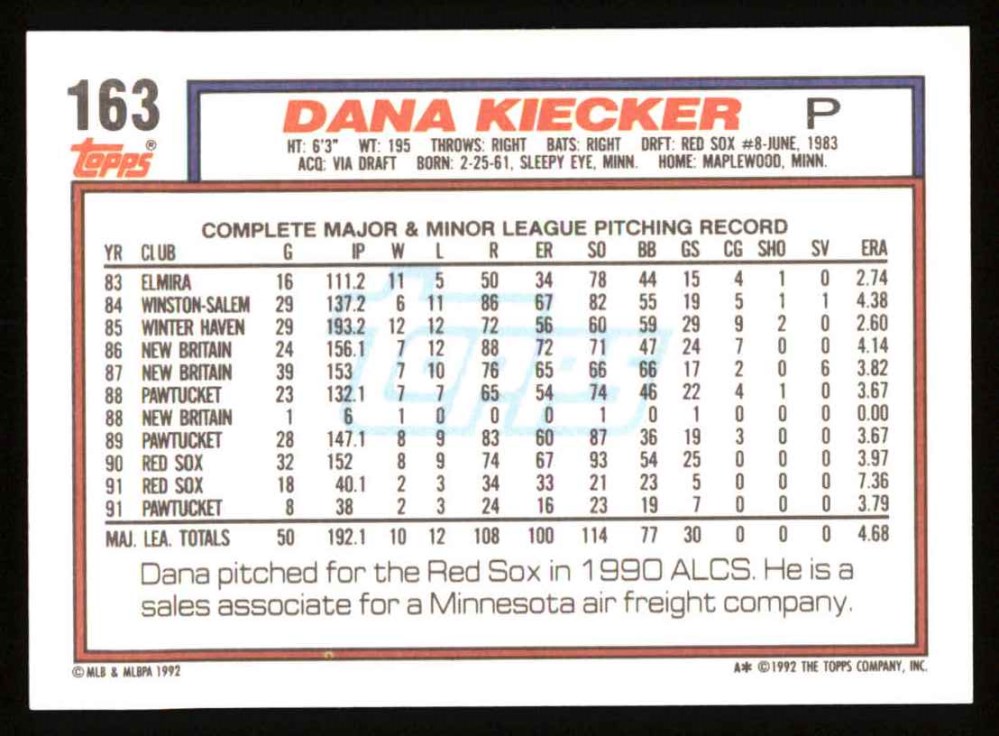 163
topps®
DANA KIECKER P
HT: 6'3" WT: 195 THROWS: RIGHT BATS: RIGHT DRFT: RED SOX #8-JUNE, 1983
ACQ: VIA DRAFT BORN: 2-25-61, SLEEPY EYE, MINN. HOME: MAPLEWOOD, MINN.
COMPLETE MAJOR & MINOR LEAGUE PITCHING RECORD
YR CLUB G IP W L R ER SO BB GS CG SHO SV ERA
83 ELMIRA 16 111.2 11 5 50 34 78 44 15 4 1 0 2.74
84 WINSTON-SALEM 29 137.2 6 11 86 67 82 55 19 5 1 1 4.38
85 WINTER HAVEN 29 193.2 12 12 72 56 60 59 29 9 2 0 2.60
86 NEW BRITAIN 24 156.1 7 12 88 72 71 47 24 7 0 0 4.14
87 NEW BRITAIN 39 153 7 10 76 65 66 66 17 2 0 6 3.82
88 PAWTUCKET 23 132.1 7 7 65 54 74 46 22 4 1 0 3.67
88 NEW BRITAIN 1 6 1 0 0 0 1 0 1 0 0 0 0.00
89 PAWTUCKET 28 147.1 8 9 83 60 87 36 19 3 0 0 3.67
90 RED SOX 32 152 8 9 74 67 93 54 25 0 0 0 3.97
91 RED SOX 18 40.1 2 3 34 33 21 23 5 0 0 0 7.36
91 PAWTUCKET 8 38 2 3 24 16 23 19 7 0 0 0 3.79
MAJ. LEA. TOTALS 50 192.1 10 12 108 100 114 77 30 0 0 0 4.68
topps
Dana pitched for the Red Sox in 1990 ALCS. He is a
sales associate for a Minnesota air freight company.
© MLB & MLBPA 1992 A* ©1992 THE TOPPS COMPANY, INC.